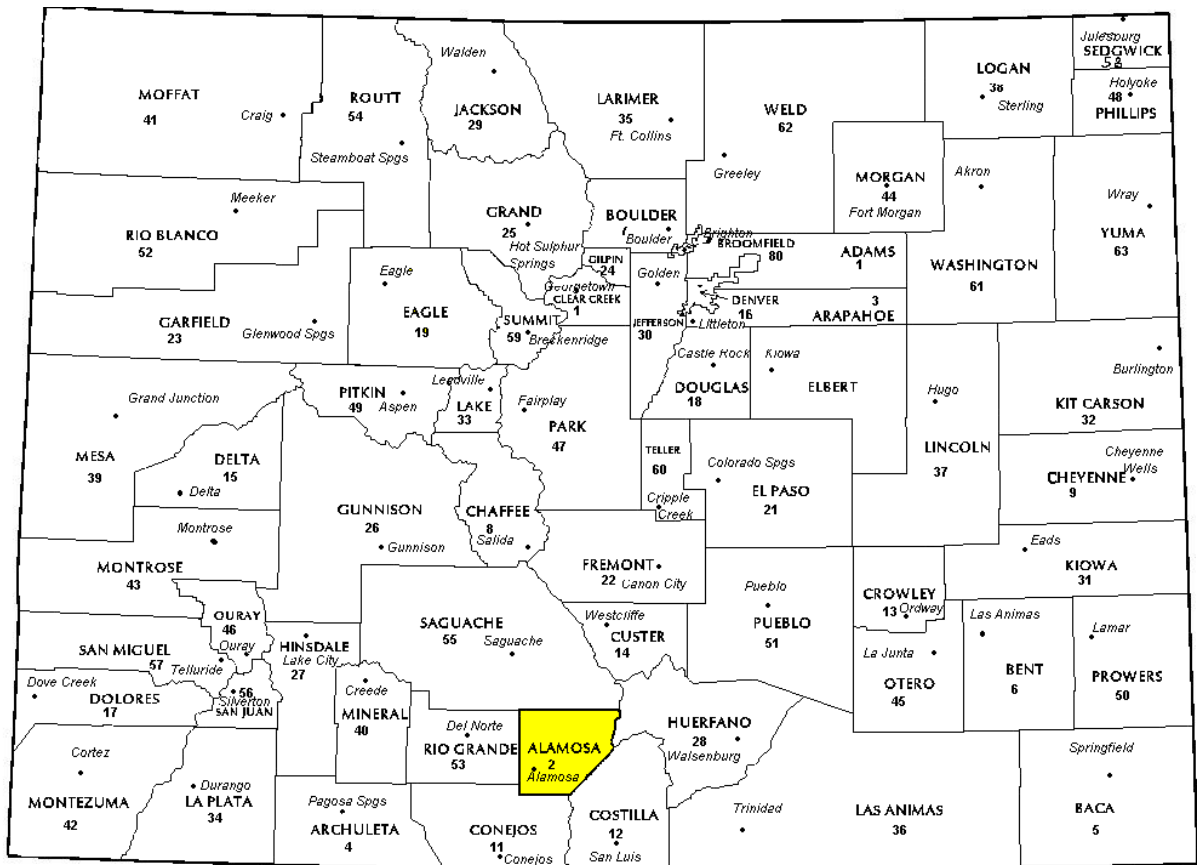 Julesburg
SEDGWICK
58
Walden
LOGAN
38
Sterling
Holyoke
48
PHILLIPS
MOFFAT
41
Craig
ROUTT
54
Steamboat Spgs
JACKSON
29
LARIMER
35
Ft. Collins
WELD
62
Greeley
MORGAN
44
Fort Morgan
Akron
WASHINGTON
61
Wray
YUMA
63
Meeker
RIO BLANCO
52
GRAND
25
Hot Sulphur
Springs
BOULDER
Boulder
Brighton
BROOMFIELD
80
ADAMS
1
GILPIN
24
Golden
Georgetown
CLEAR CREEK
1
DENVER
16
3
ARAPAHOE
Eagle
EAGLE
19
GARFIELD
23
Glenwood Spgs
SUMMIT
59
Breckenridge
JEFFERSON
30
Littleton
Castle Rock
DOUGLAS
18
Kiowa
ELBERT
Burlington
KIT CARSON
32
Hugo
LINCOLN
37
Grand Junction
MESA
39
PITKIN
49
Aspen
Leadville
LAKE
33
Fairplay
PARK
47
DELTA
15
Delta
TELLER
60
Cripple
Creek
Colorado Spgs
EL PASO
21
Cheyenne
Wells
CHEYENNE
9
GUNNISON
26
Gunnison
CHAFFEE
8
Salida
Montrose
MONTROSE
43
FREMONT
22
Canon City
Eads
KIOWA
31
Pueblo
PUEBLO
51
CROWLEY
13
Ordway
OURAY
46
Ouray
SAGUACHE
55
Saguache
Westcliffe
CUSTER
14
Las Animas
BENT
6
Lamar
PROWERS
50
La Junta
OTERO
45
SAN MIGUEL
57
Telluride
HINSDALE
Lake City
27
Dove Creek
DOLORES
17
56
Silverton
SAN JUAN
Creede
MINERAL
40
Del Norte
RIO GRANDE
53
ALAMOSA
2
Alamosa
HUERFANO
28
Walsenburg
Cortez
MONTEZUMA
42
Durango
LA PLATA
34
Pagosa Spgs
ARCHULETA
4
CONEJOS
11
Conejos
COSTILLA
12
San Luis
Trinidad
LAS ANIMAS
36
Springfield
BACA
5